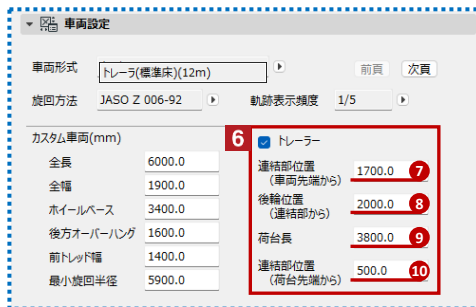 車両設定
車両形式 トレーラ(標準床)(12m) 前頁 次頁
旋回方法 JASO Z 006-92 軌跡表示頻度 1/5
カスタム車両(mm)
全長 6000.0
全幅 1900.0
ホイールベース 3400.0
後方オーバーハング 1600.0
前トレッド幅 1400.0
最小旋回半径 5900.0
6 トレーラー
連結部位置
(車両先端から) 1700.0 7
後輪位置
(連結部から) 2000.0 8
荷台長 3800.0 9
連結部位置
(荷台先端から) 500.0 10